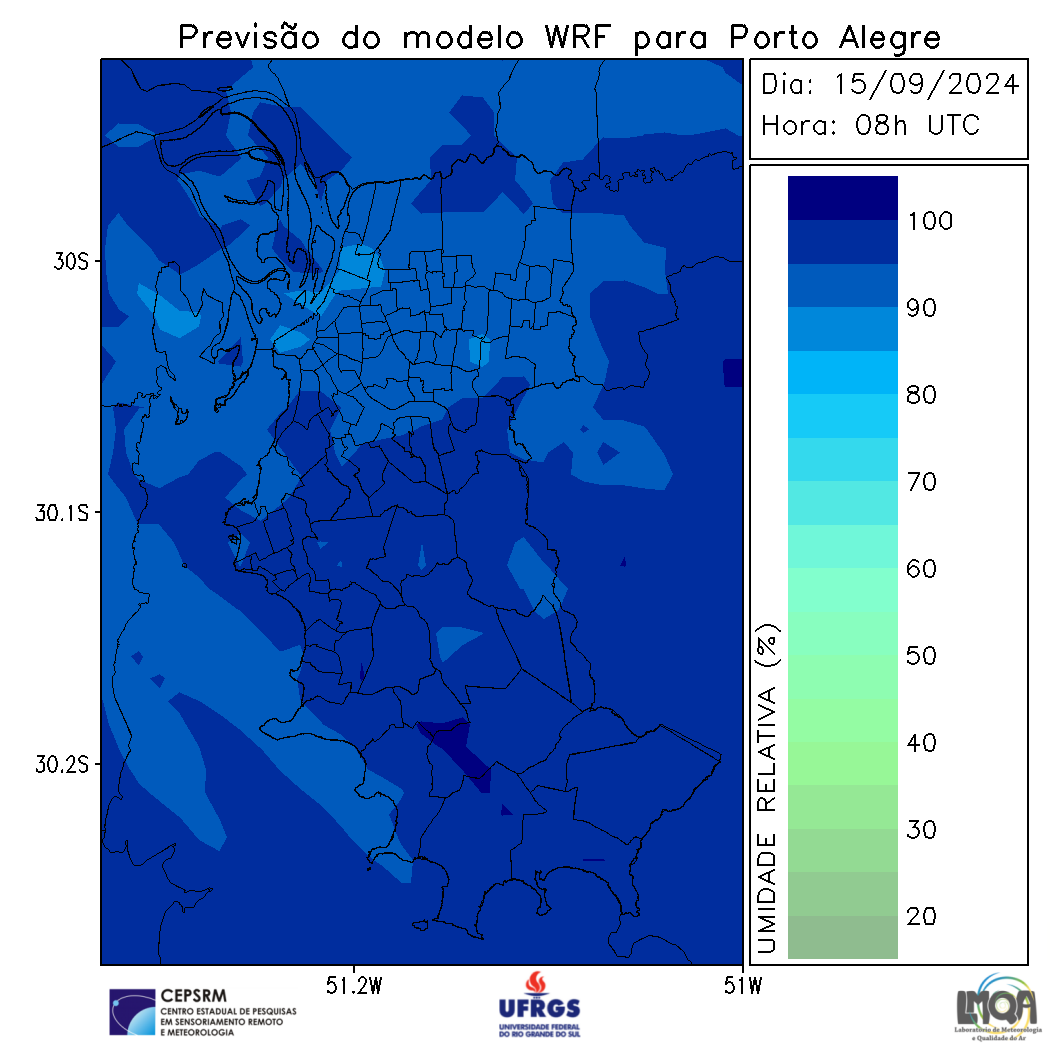 Previsão do modelo WRF para Porto Alegre
Dia: 15/09/2024
Hora: 08h UTC
30S
30.1S
30.2S
51.2W
51W
UMIDADE RELATIVA (%)
100
90
80
70
60
50
40
30
20
CEPSRM
CENTRO ESTADUAL DE PESQUISAS
EM SENSORIAMENTO REMOTO
E METEOROLOGIA
UFRGS
UNIVERSIDADE FEDERAL
DO RIO GRANDE DO SUL
LMQA
Laboratório de Meteorologia
e Qualidade do Ar